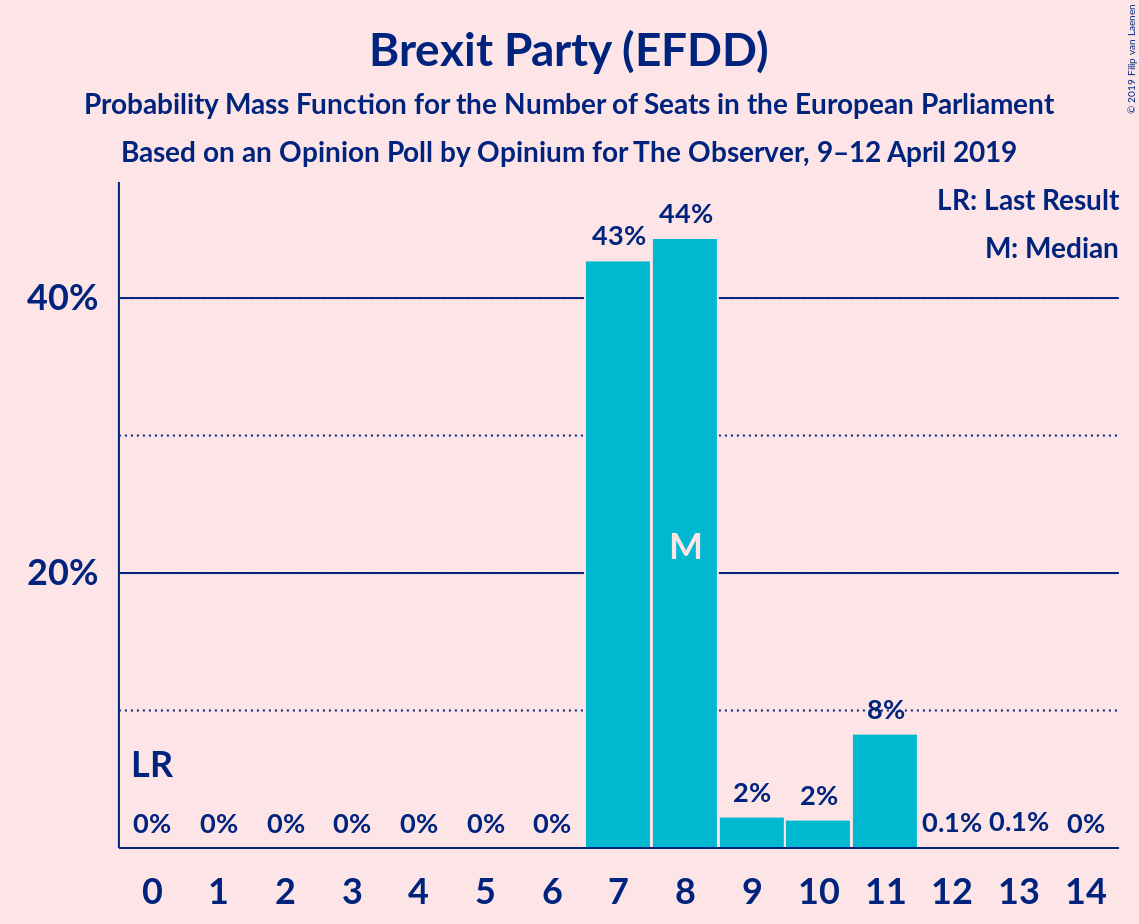 Brexit Party (EFDD)
Probability Mass Function for the Number of Seats in the European Parliament
Based on an Opinion Poll by Opinium for The Observer, 9–12 April 2019
© 2019 Filip van Laenen
LR: Last Result
M: Median
40%
20%
LR
0% 0% 0% 0% 0% 0% 0% 43% 44% 2% 2% 8% 0.1% 0.1% 0%
M
0 1 2 3 4 5 6 7 8 9 10 11 12 13 14